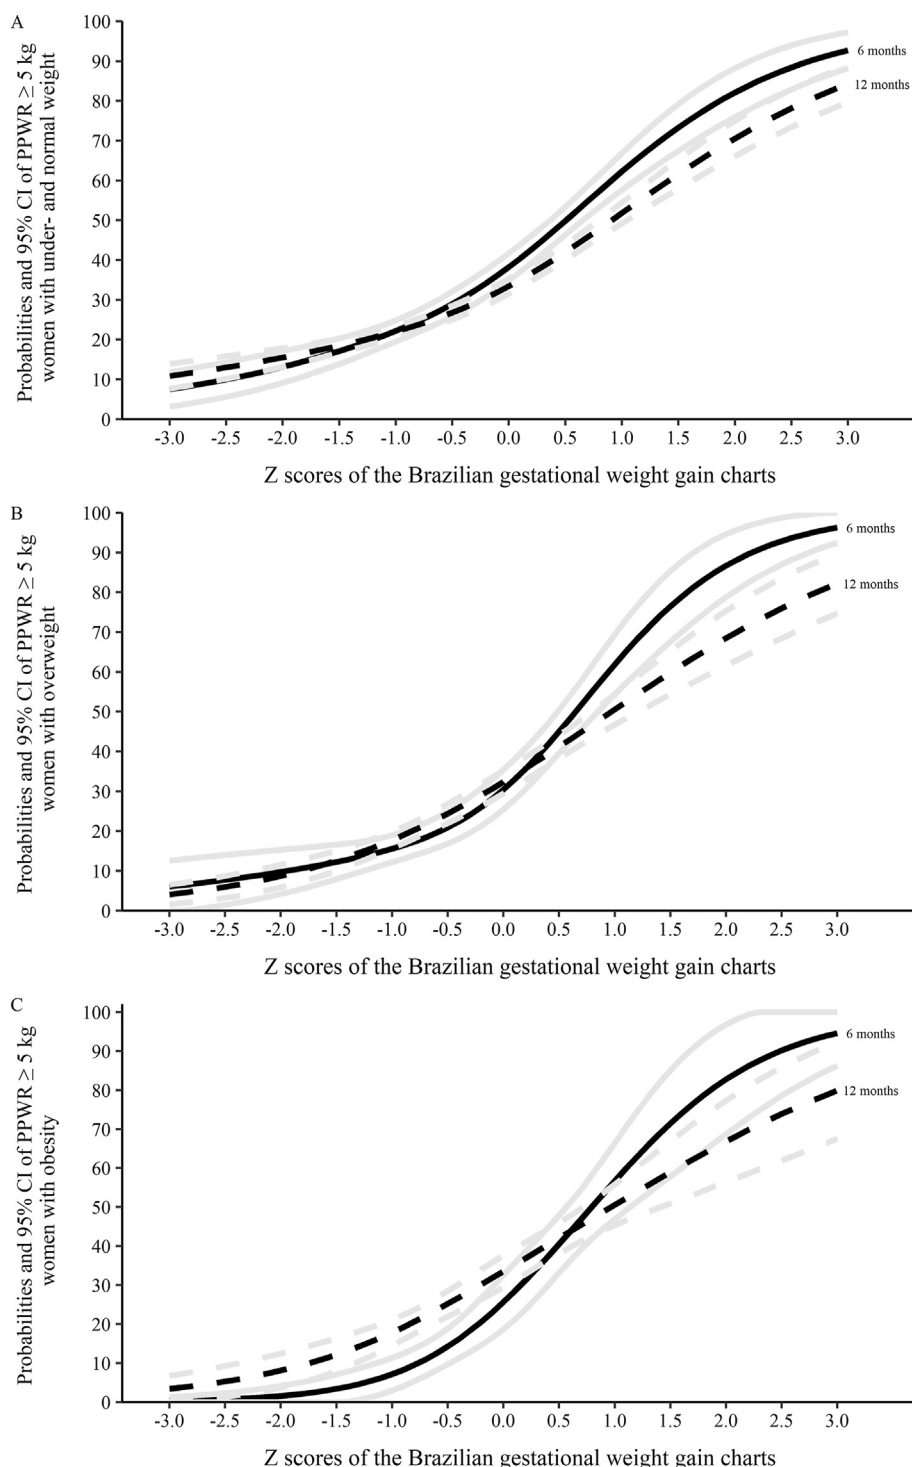 A
Probabilities and 95% CI of PPWR ≥ 5 kg
women with under- and normal weight
100
90
80
70
60
50
40
30
20
10
0
6 months
12 months
-3.0 -2.5 -2.0 -1.5 -1.0 -0.5 0.0 0.5 1.0 1.5 2.0 2.5 3.0
Z scores of the Brazilian gestational weight gain charts
B
Probabilities and 95% CI of PPWR ≥ 5 kg
women with overweight
100
90
80
70
60
50
40
30
20
10
0
6 months
12 months
-3.0 -2.5 -2.0 -1.5 -1.0 -0.5 0.0 0.5 1.0 1.5 2.0 2.5 3.0
Z scores of the Brazilian gestational weight gain charts
C
Probabilities and 95% CI of PPWR ≥ 5 kg
women with obesity
100
90
80
70
60
50
40
30
20
10
0
6 months
12 months
-3.0 -2.5 -2.0 -1.5 -1.0 -0.5 0.0 0.5 1.0 1.5 2.0 2.5 3.0
Z scores of the Brazilian gestational weight gain charts